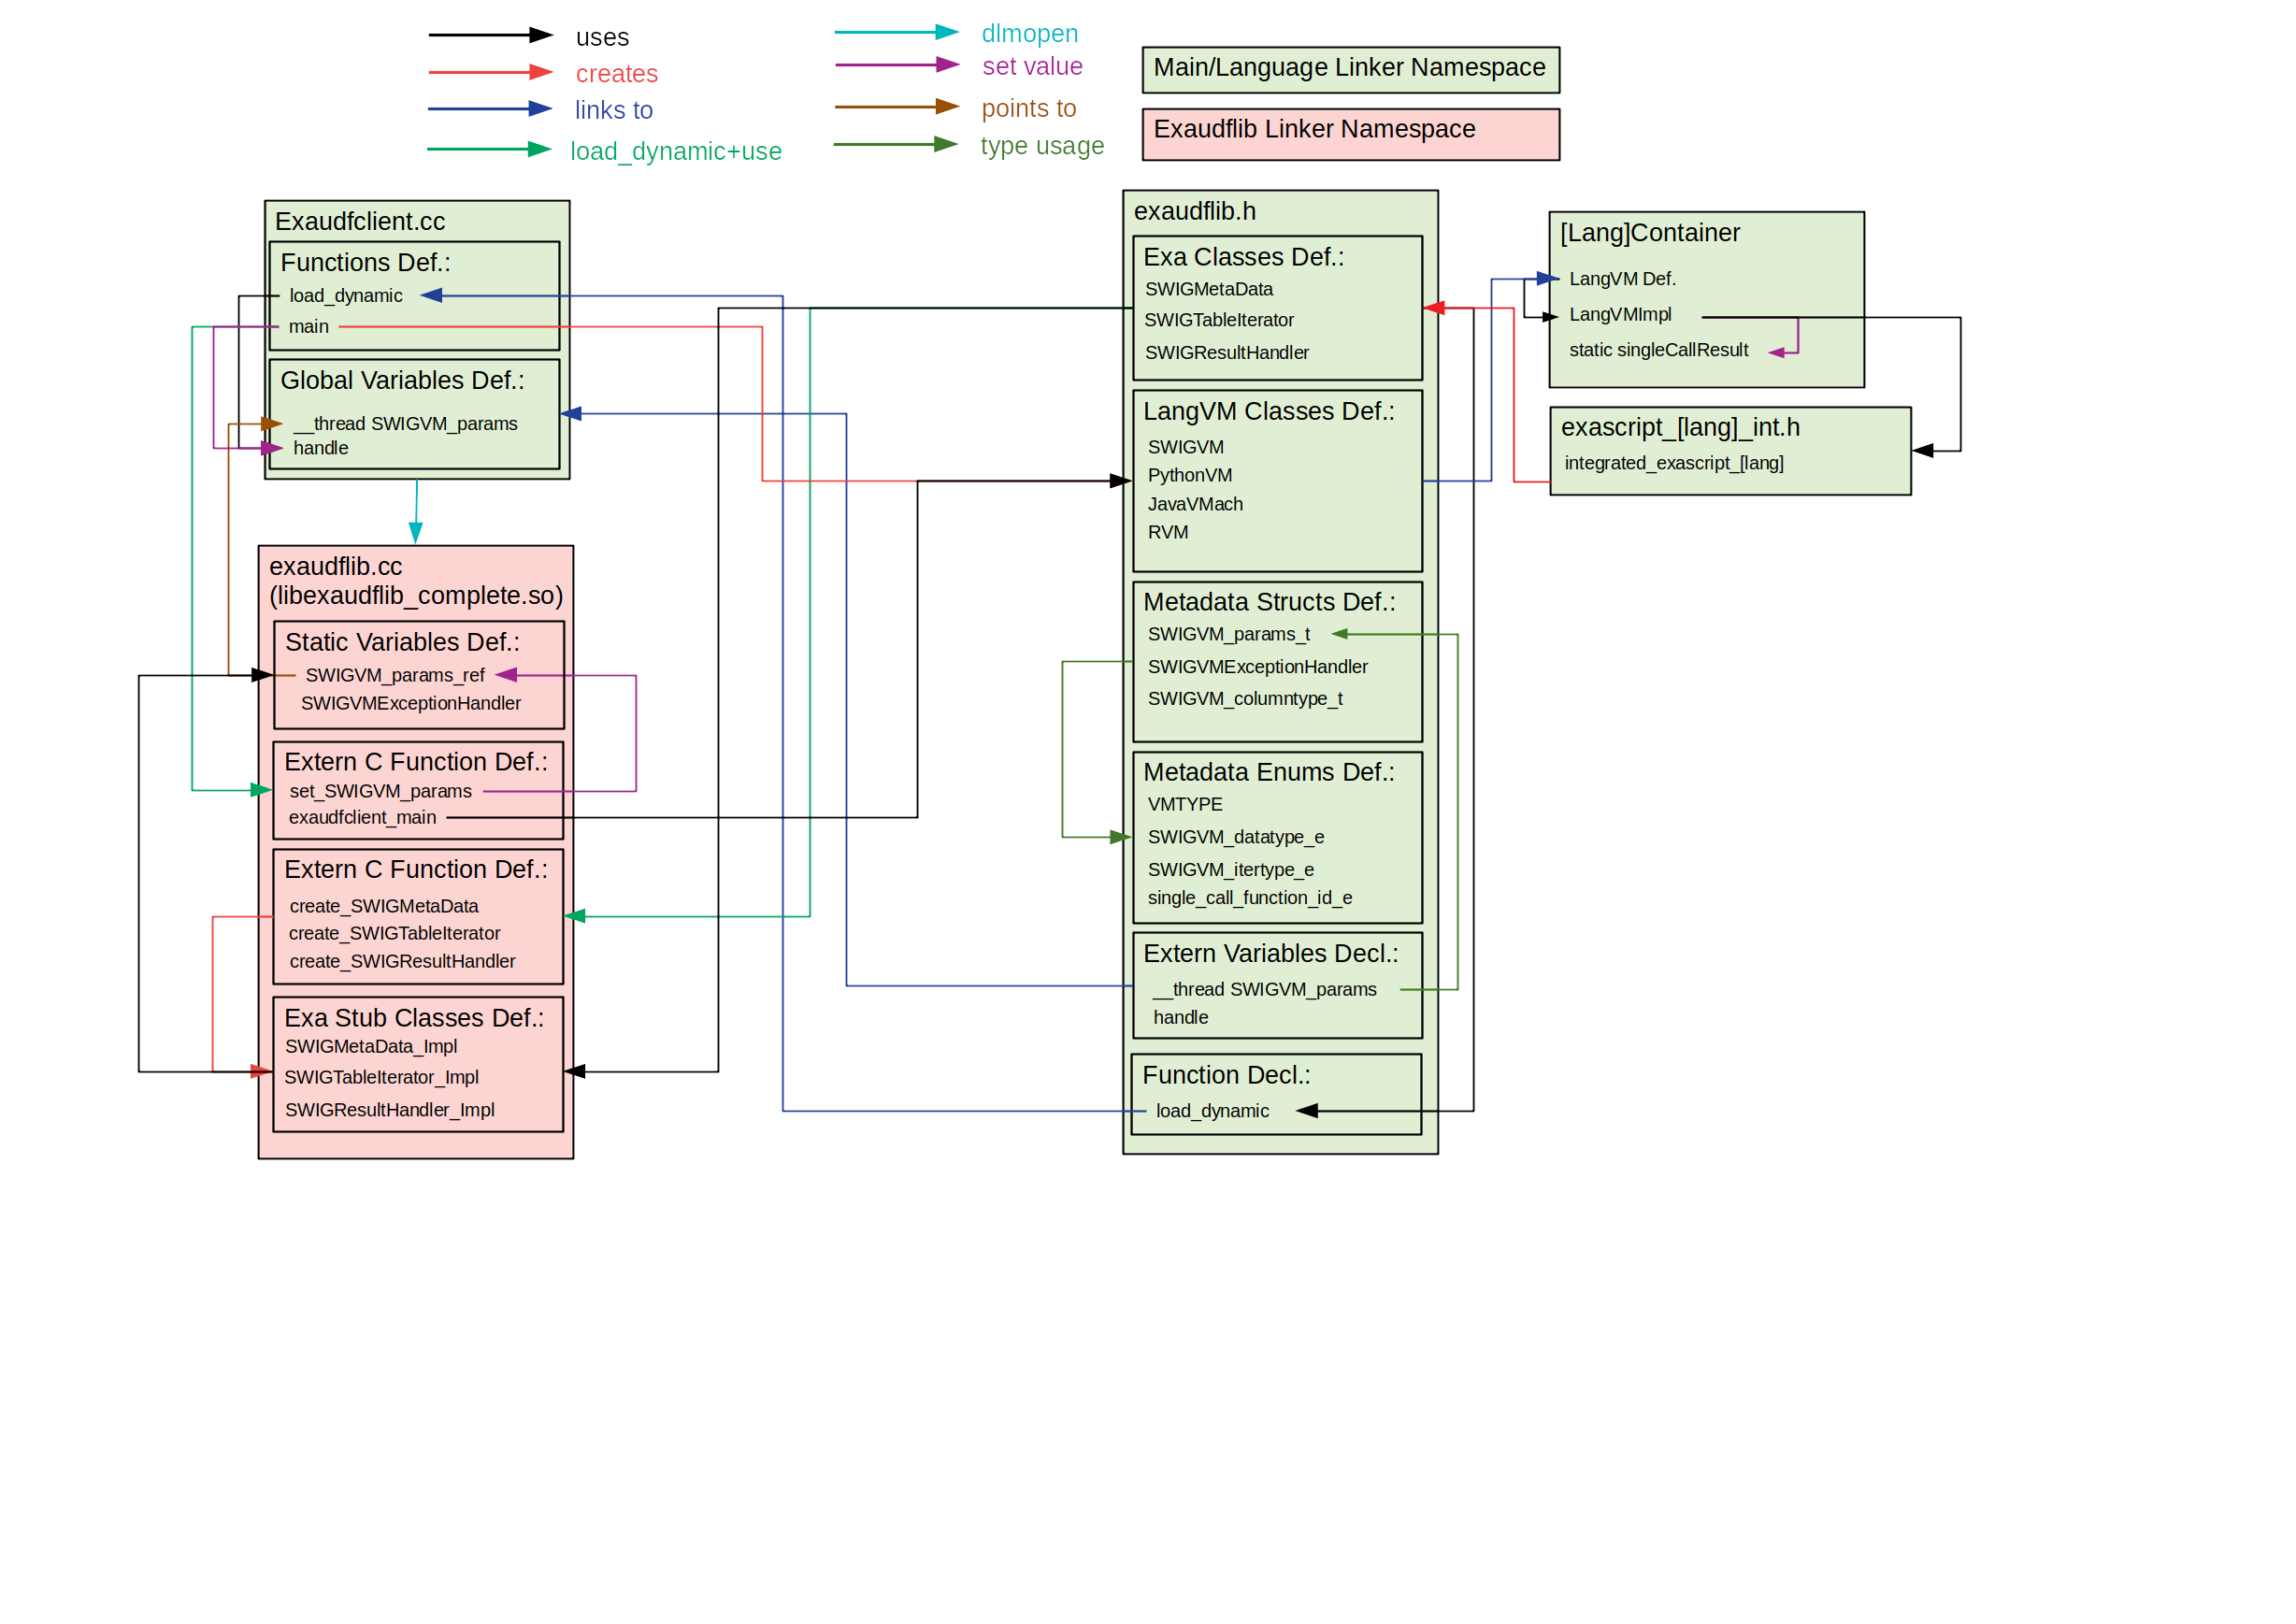 uses
creates
links to
load_dynamic+use
dlmopen
set value
points to
type usage
Main/Language Linker Namespace
Exaudflib Linker Namespace
Exaudfclient.cc
Functions Def.:
load_dynamic
main
Global Variables Def.:
__thread SWIGVM_params
handle
exaudflib.cc
(libexaudflib_complete.so)
Static Variables Def.:
SWIGVM_params_ref
SWIGVMExceptionHandler
Extern C Function Def.:
set_SWIGVM_params
exaudfclient_main
Extern C Function Def.:
create_SWIGMetaData
create_SWIGTableIterator
create_SWIGResultHandler
Exa Stub Classes Def.:
SWIGMetaData_Impl
SWIGTableIterator_Impl
SWIGResultHandler_Impl
exaudflib.h
Exa Classes Def.:
SWIGMetaData
SWIGTableIterator
SWIGResultHandler
LangVM Classes Def.:
SWIGVM
PythonVM
JavaVMach
RVM
Metadata Structs Def.:
SWIGVM_params_t
SWIGVMExceptionHandler
SWIGVM_columntype_t
Metadata Enums Def.:
VMTYPE
SWIGVM_datatype_e
SWIGVM_itertype_e
single_call_function_id_e
Extern Variables Decl.:
__thread SWIGVM_params
handle
Function Decl.:
load_dynamic
[Lang]Container
LangVM Def.
LangVMImpl
static singleCallResult
exascript_[lang]_int.h
integrated_exascript_[lang]